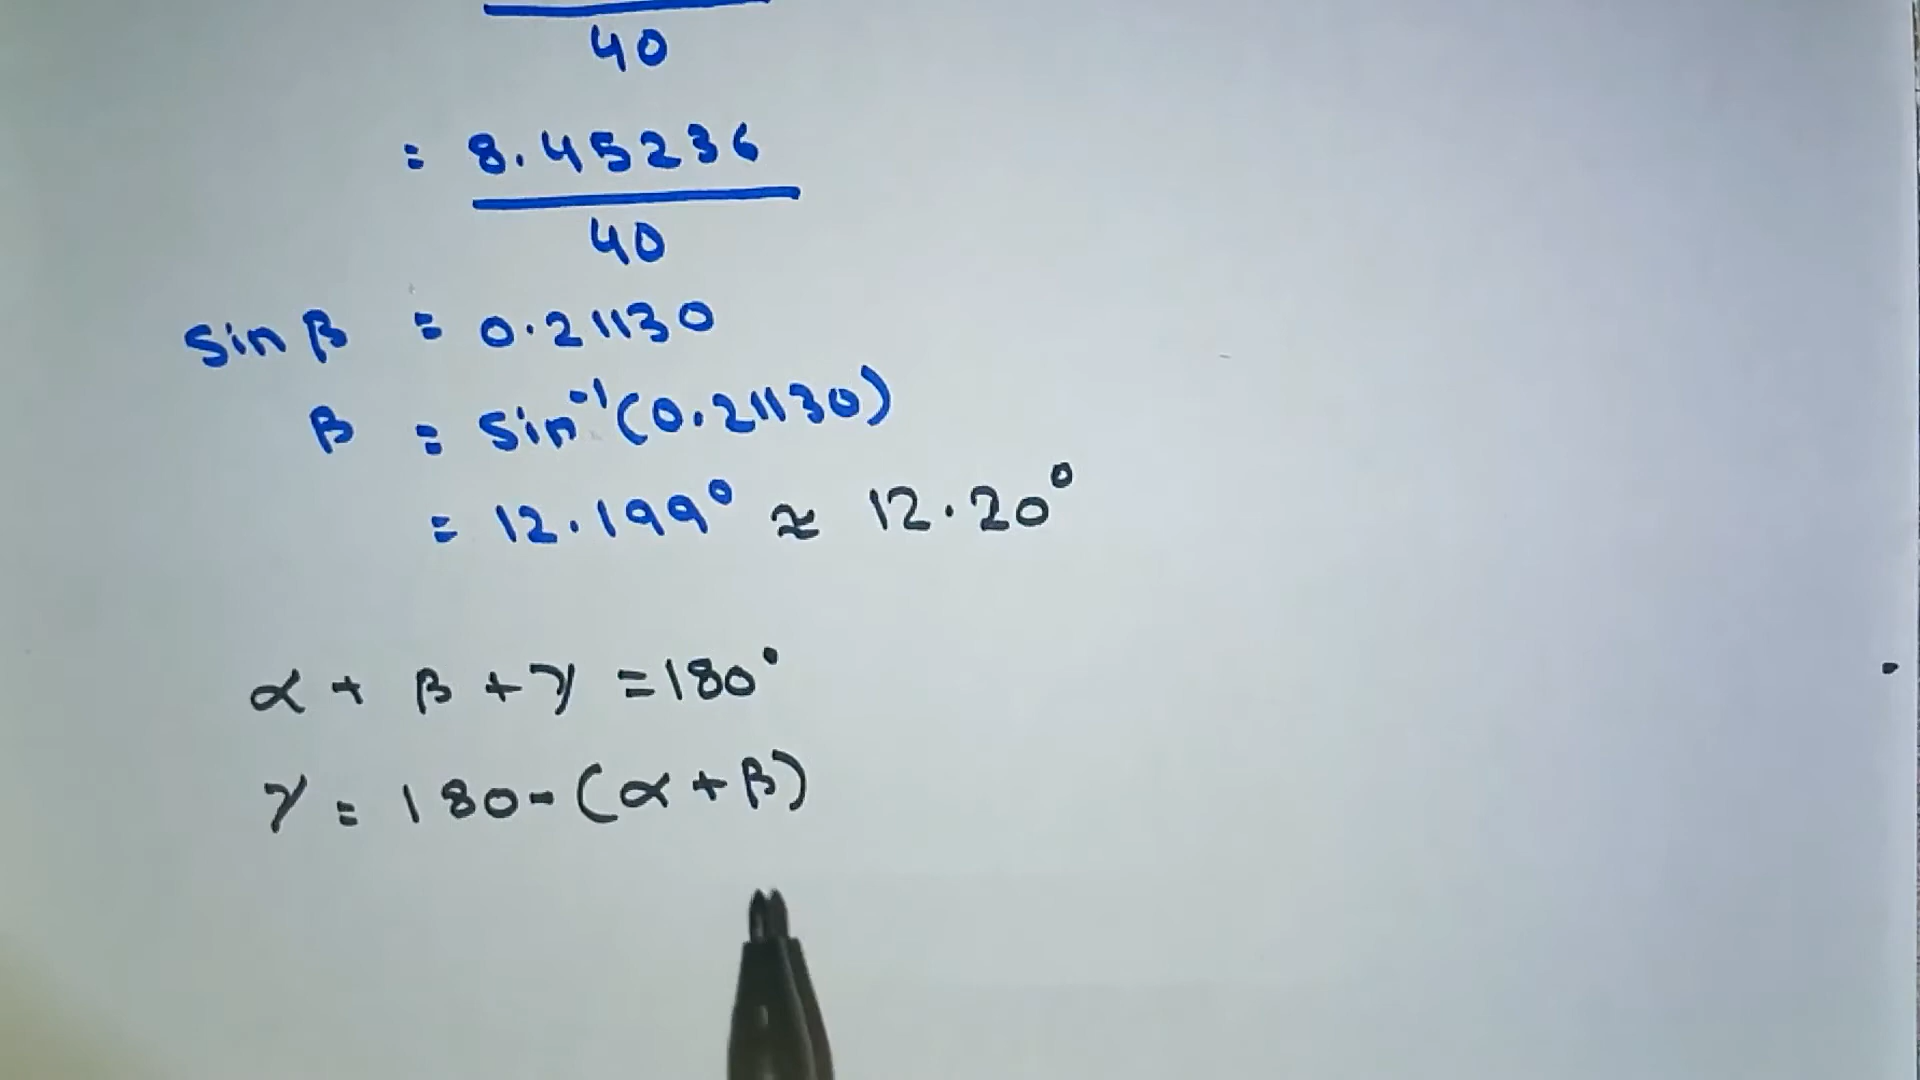 40
= 8.45236
40
sin β = 0.21130
β = sin⁻¹(0.21130)
= 12.199° ≈ 12.20°
α + β + γ = 180°
γ = 180 - (α + β)